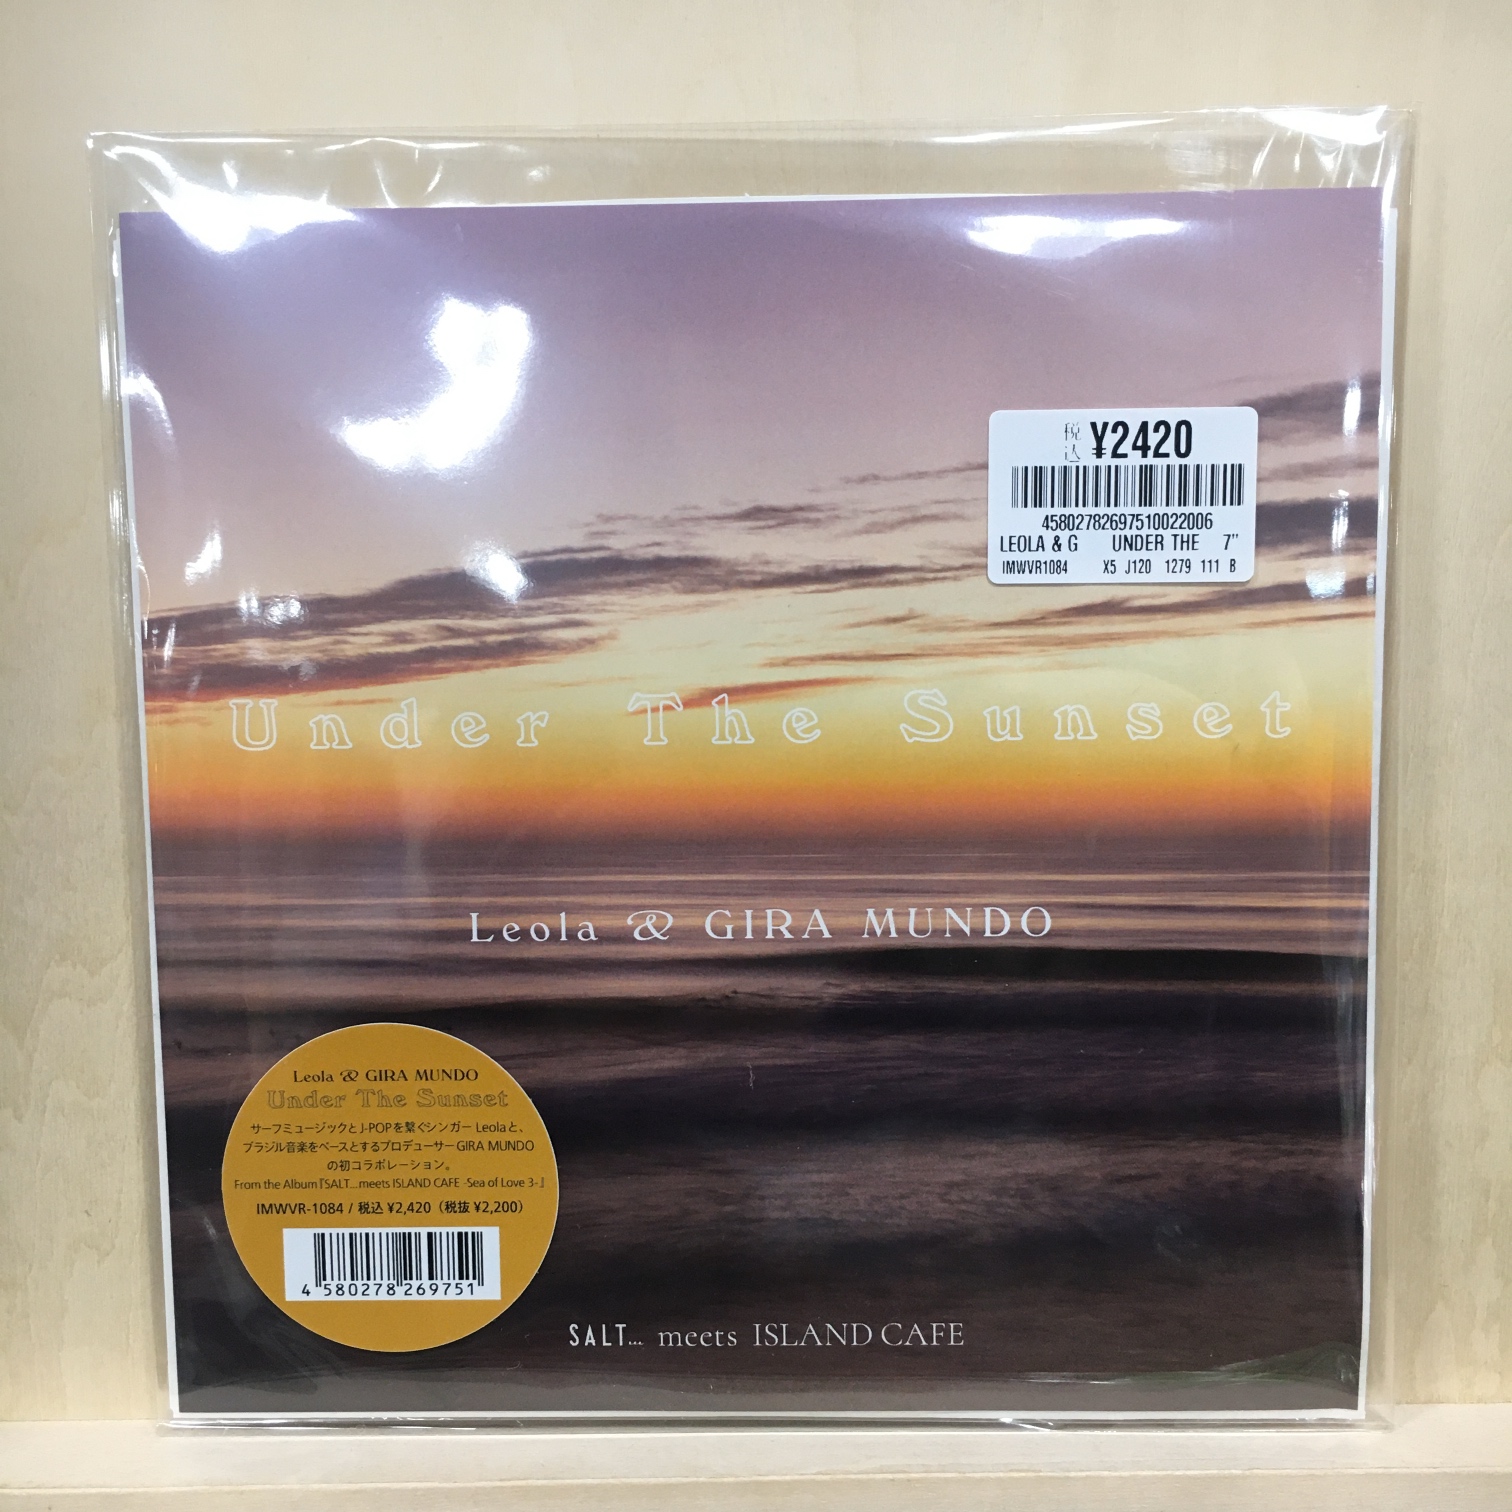 税込 ¥2420
45802782697510022006
LEOLA & G UNDER THE 7"
IMWVR1084 X5 J120 1279 111 B
Under The Sunset
Leola & GIRA MUNDO
Leola & GIRA MUNDO
Under The Sunset
サーフミュージックとJ-POPを繋ぐシンガー Leolaと、
ブラジル音楽をベースとするプロデューサーGIRA MUNDO
の初コラボレーション。
From the Album『SALT...meets ISLAND CAFE -Sea of Love 3-』
IMWVR-1084 / 税込 ¥2,420（税抜 ¥2,200）
4 580278 269751
SALT... meets ISLAND CAFE